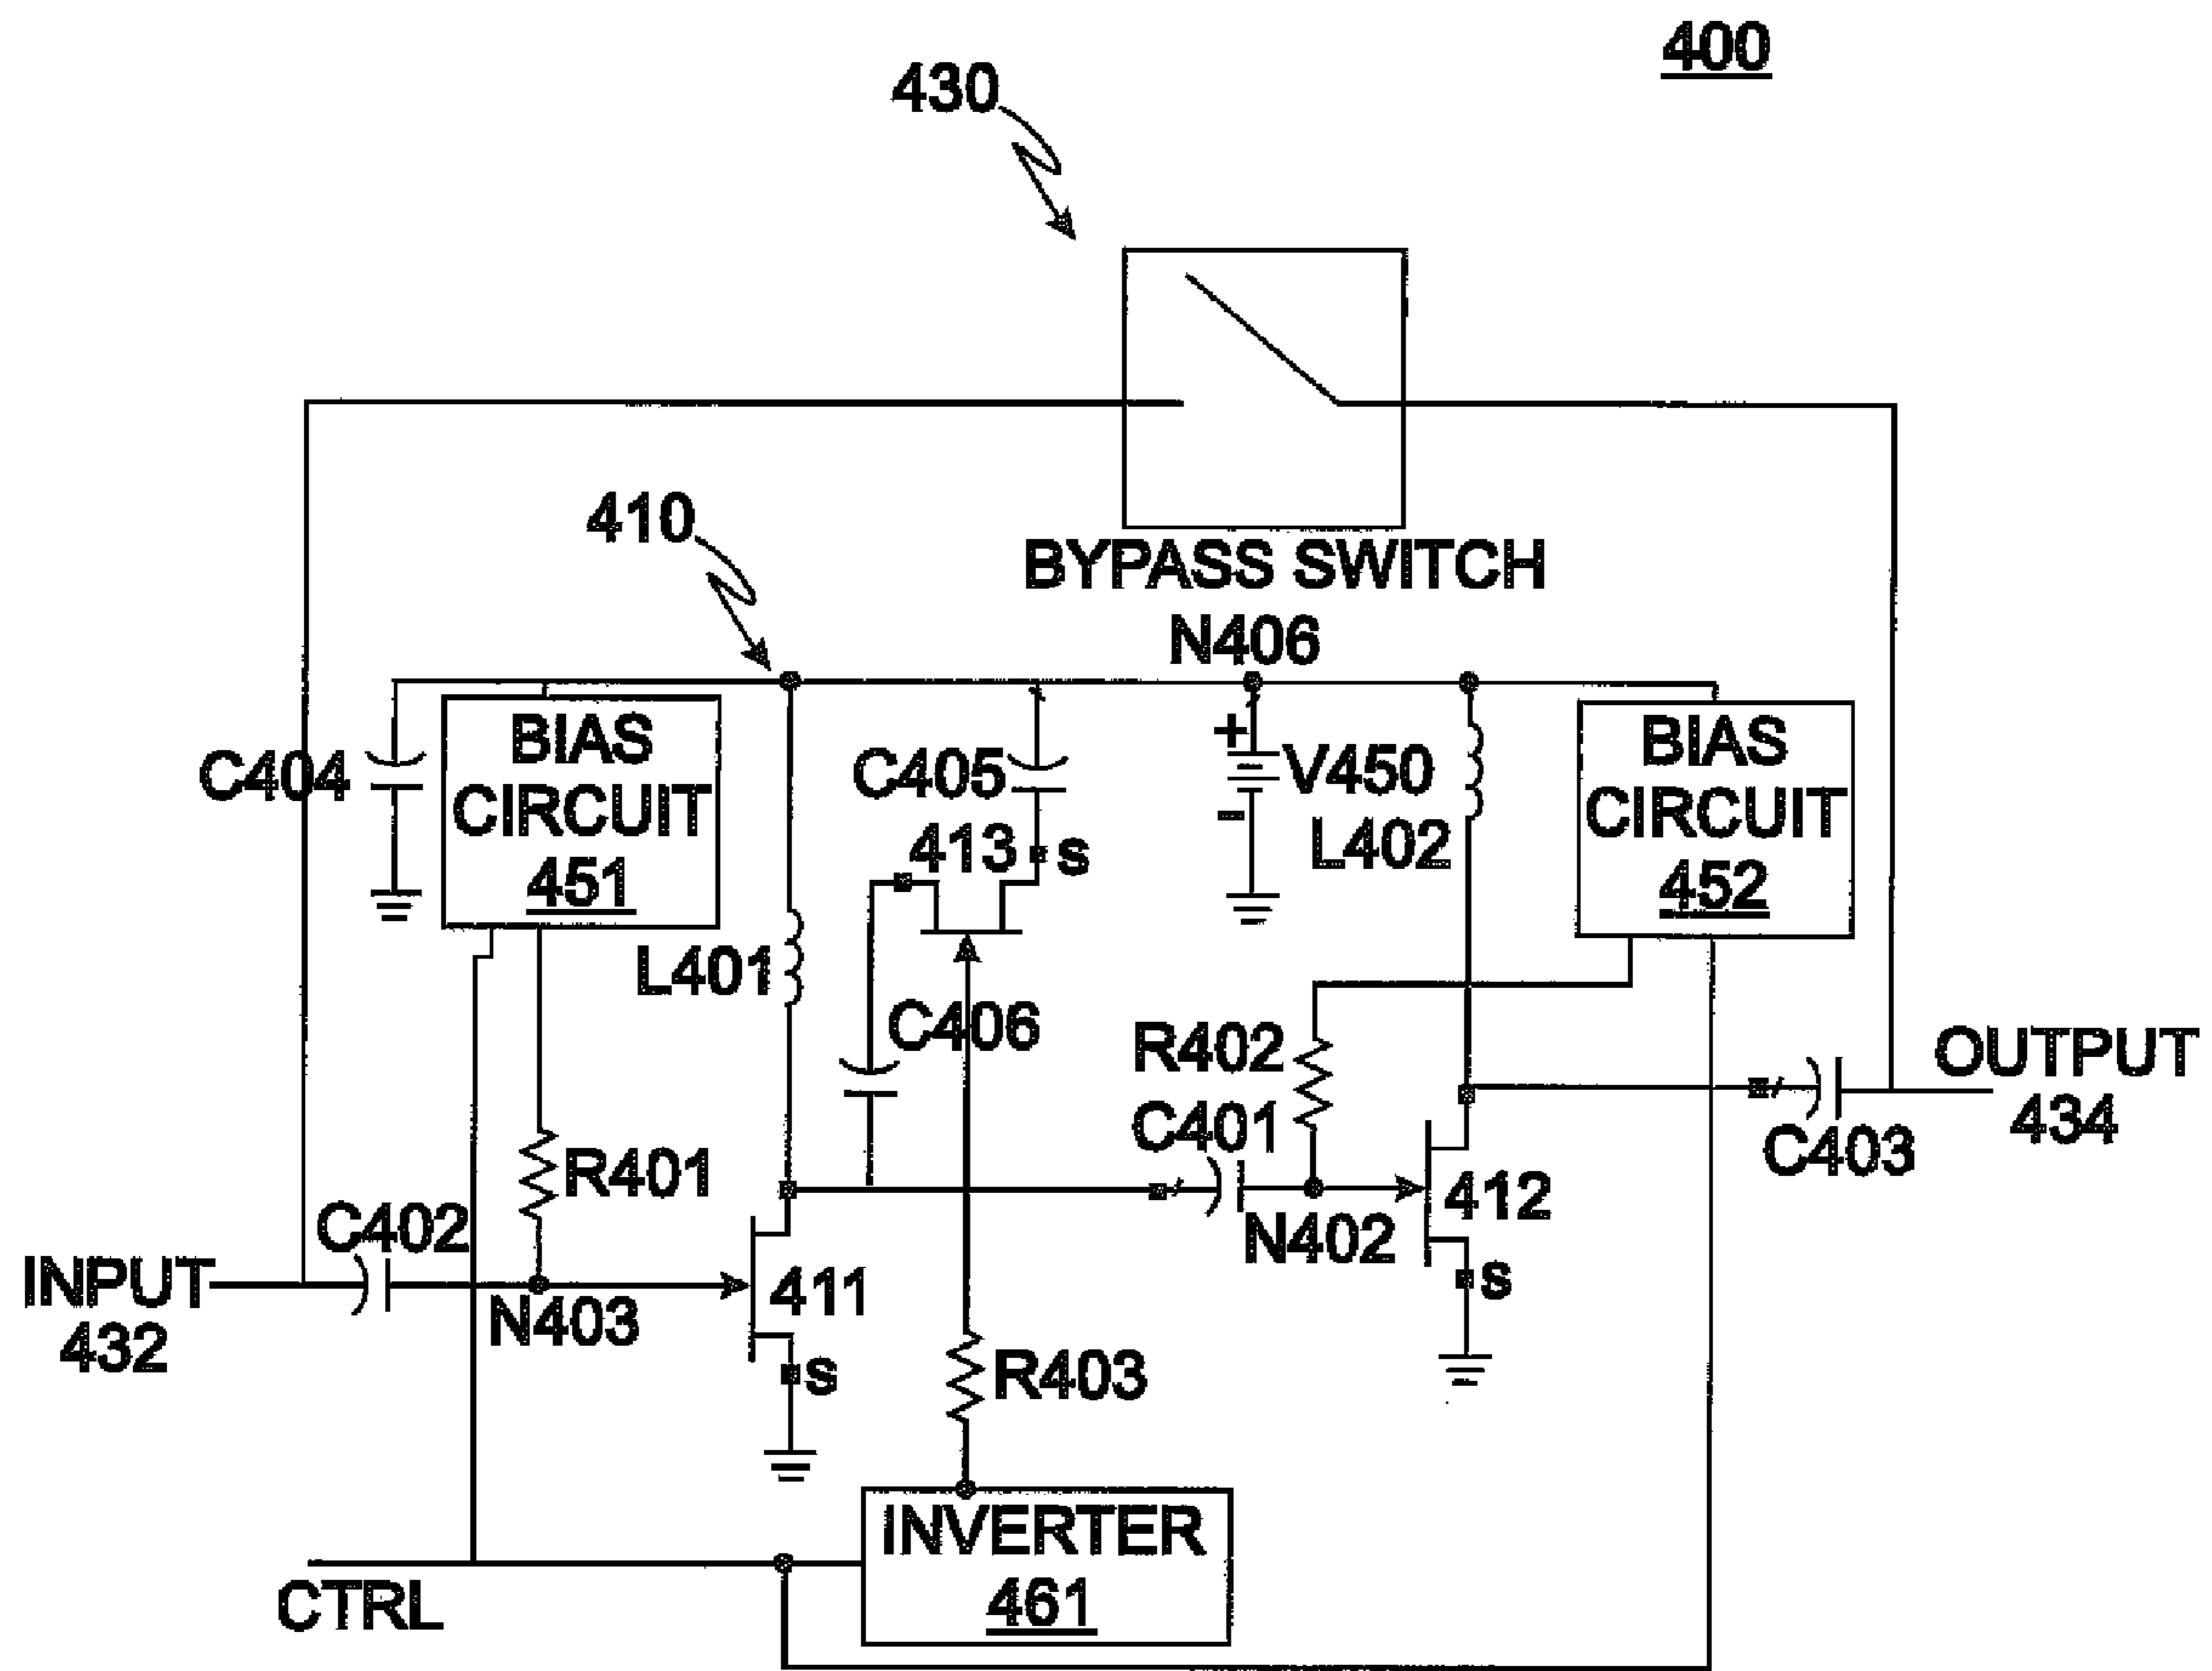 400
430
410
BYPASS SWITCH
N406
BIAS
CIRCUIT
451
C404
C405
+
V450
-
L402
BIAS
CIRCUIT
452
413
s
L401
C406
R402
C401
OUTPUT
434
C403
R401
C402
412
N402
s
INPUT
432
N403
411
s
R403
INVERTER
461
CTRL